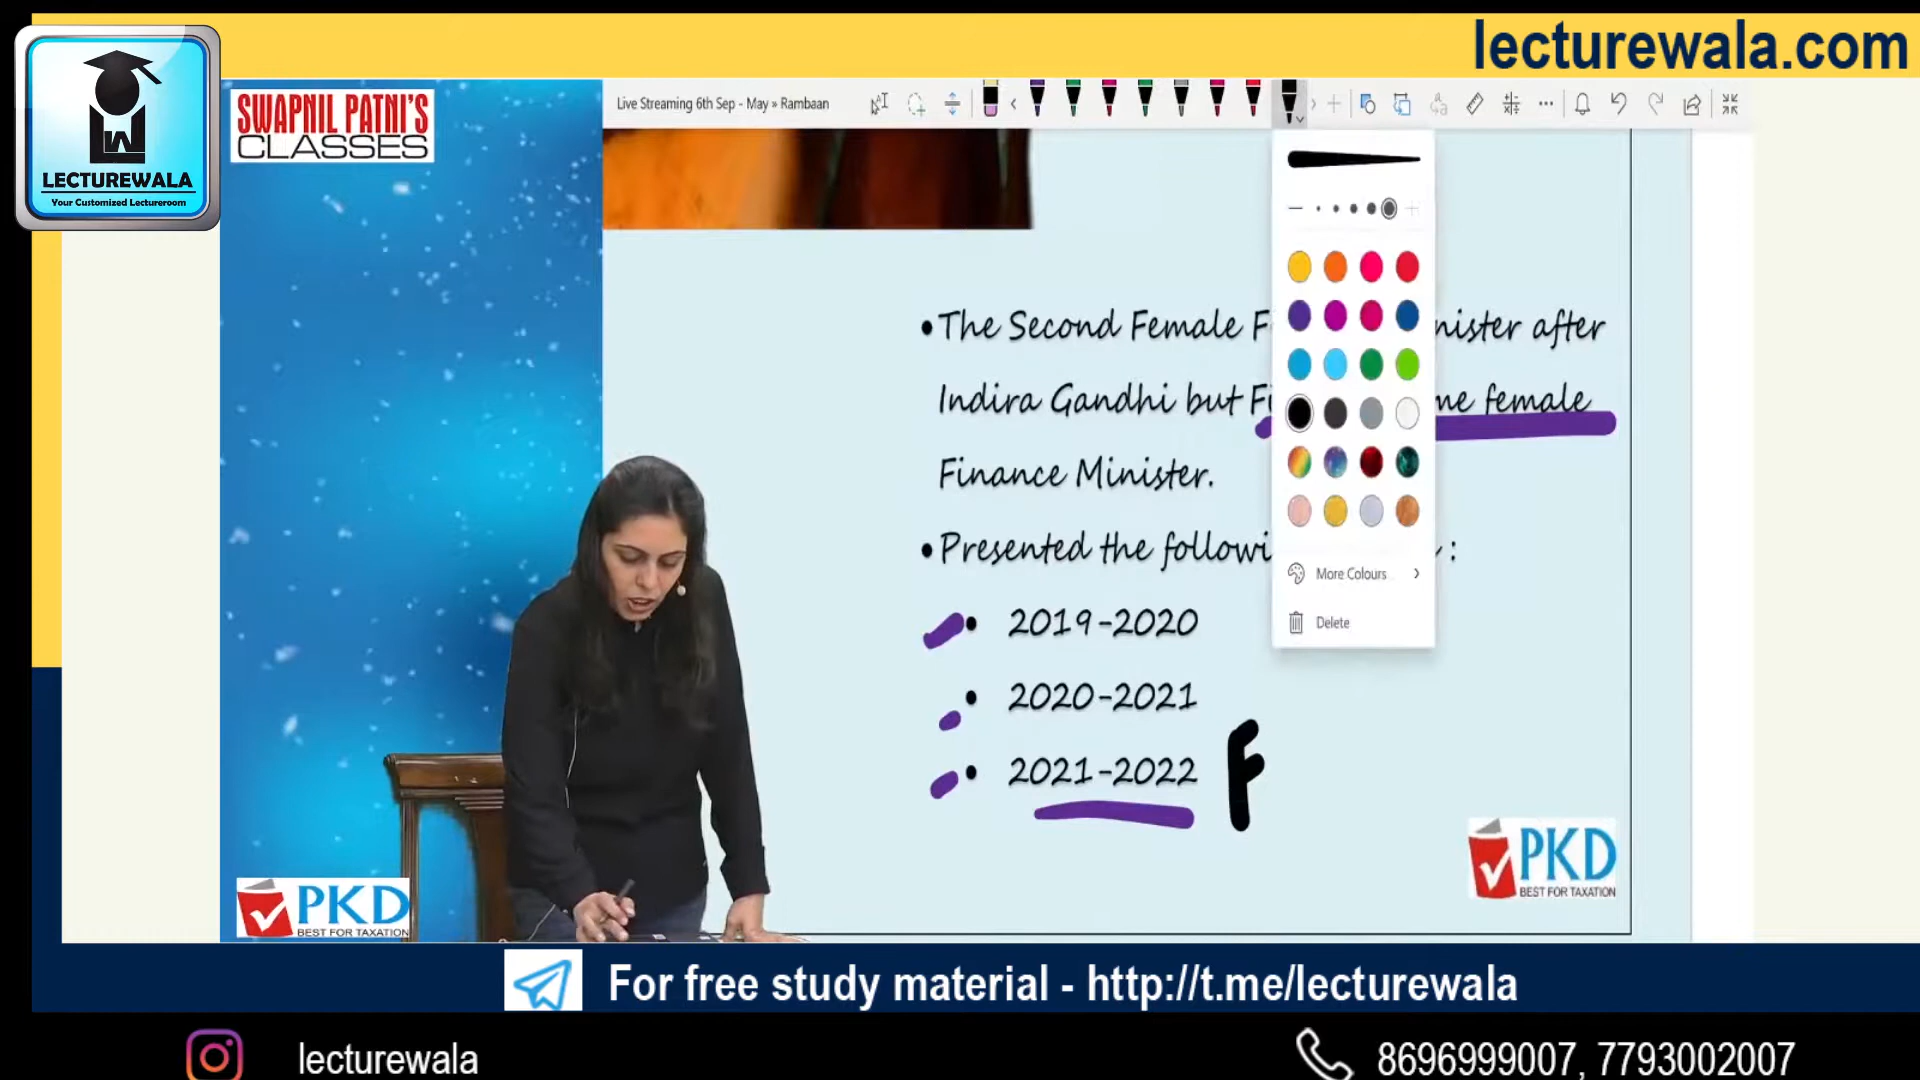 lecturewala.com
LW
LECTUREWALA
Your Customized Lectureroom
SWAPNIL PATNI'S
CLASSES
Live Streaming 6th Sep - May » Rambaan
•The Second Female F nister after
Indira Gandhi but Fi me female
Finance Minister.
•Presented the followi :
• 2019-2020
• 2020-2021
• 2021-2022 F
More Colours
Delete
PKD
BEST FOR TAXATION
PKD
BEST FOR TAXATION
For free study material - http://t.me/lecturewala
lecturewala
8696999007, 7793002007